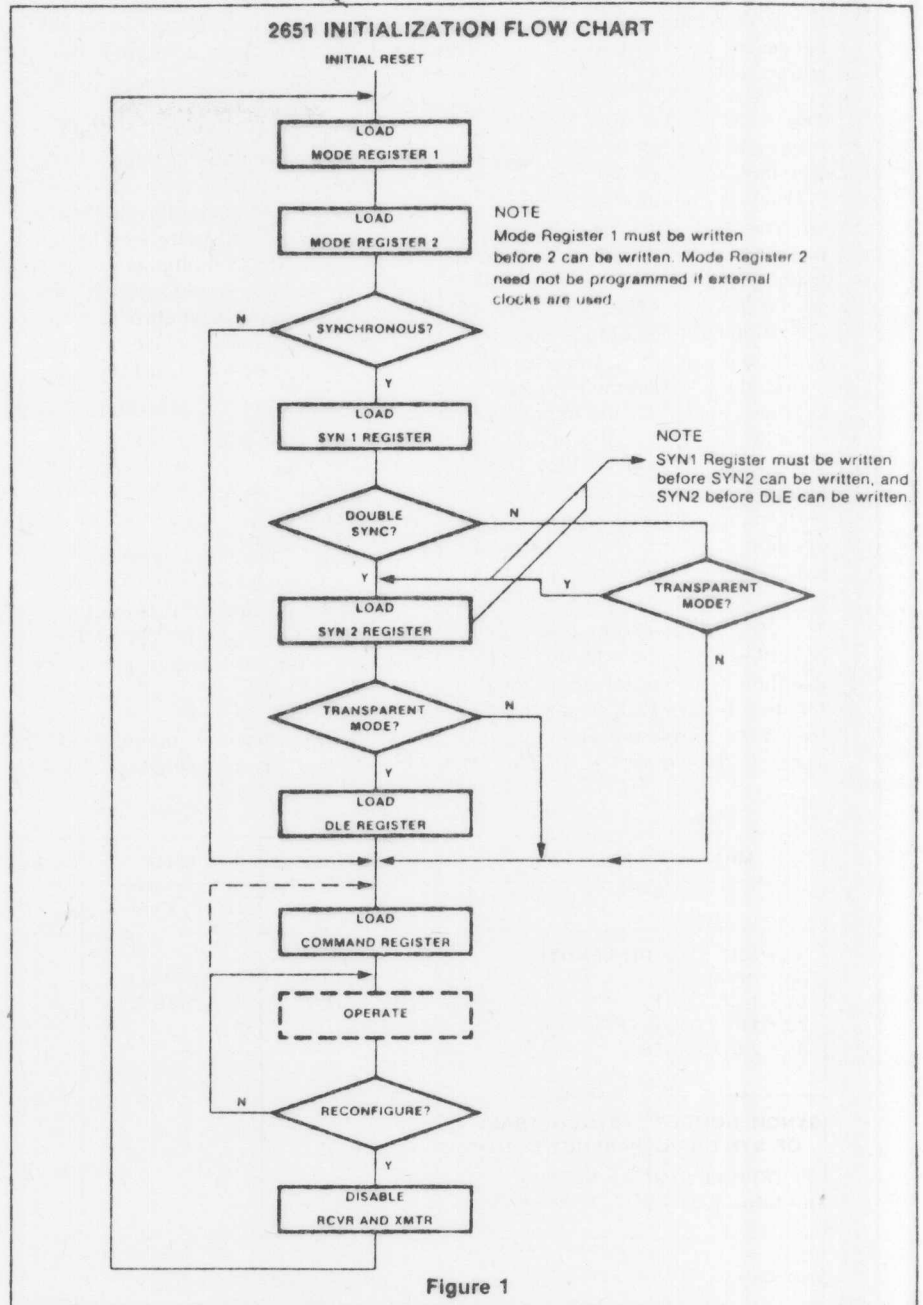 2651 INITIALIZATION FLOW CHART
INITIAL RESET
LOAD
MODE REGISTER 1
LOAD
MODE REGISTER 2
NOTE
Mode Register 1 must be written
before 2 can be written. Mode Register 2
need not be programmed if external
clocks are used.
N
SYNCHRONOUS?
Y
LOAD
SYN 1 REGISTER
NOTE
SYN1 Register must be written
before SYN2 can be written, and
SYN2 before DLE can be written.
DOUBLE
SYNC?
N
Y
Y
TRANSPARENT
MODE?
LOAD
SYN 2 REGISTER
N
TRANSPARENT
MODE?
N
Y
LOAD
DLE REGISTER
LOAD
COMMAND REGISTER
OPERATE
N
RECONFIGURE?
Y
DISABLE
RCVR AND XMTR
Figure 1